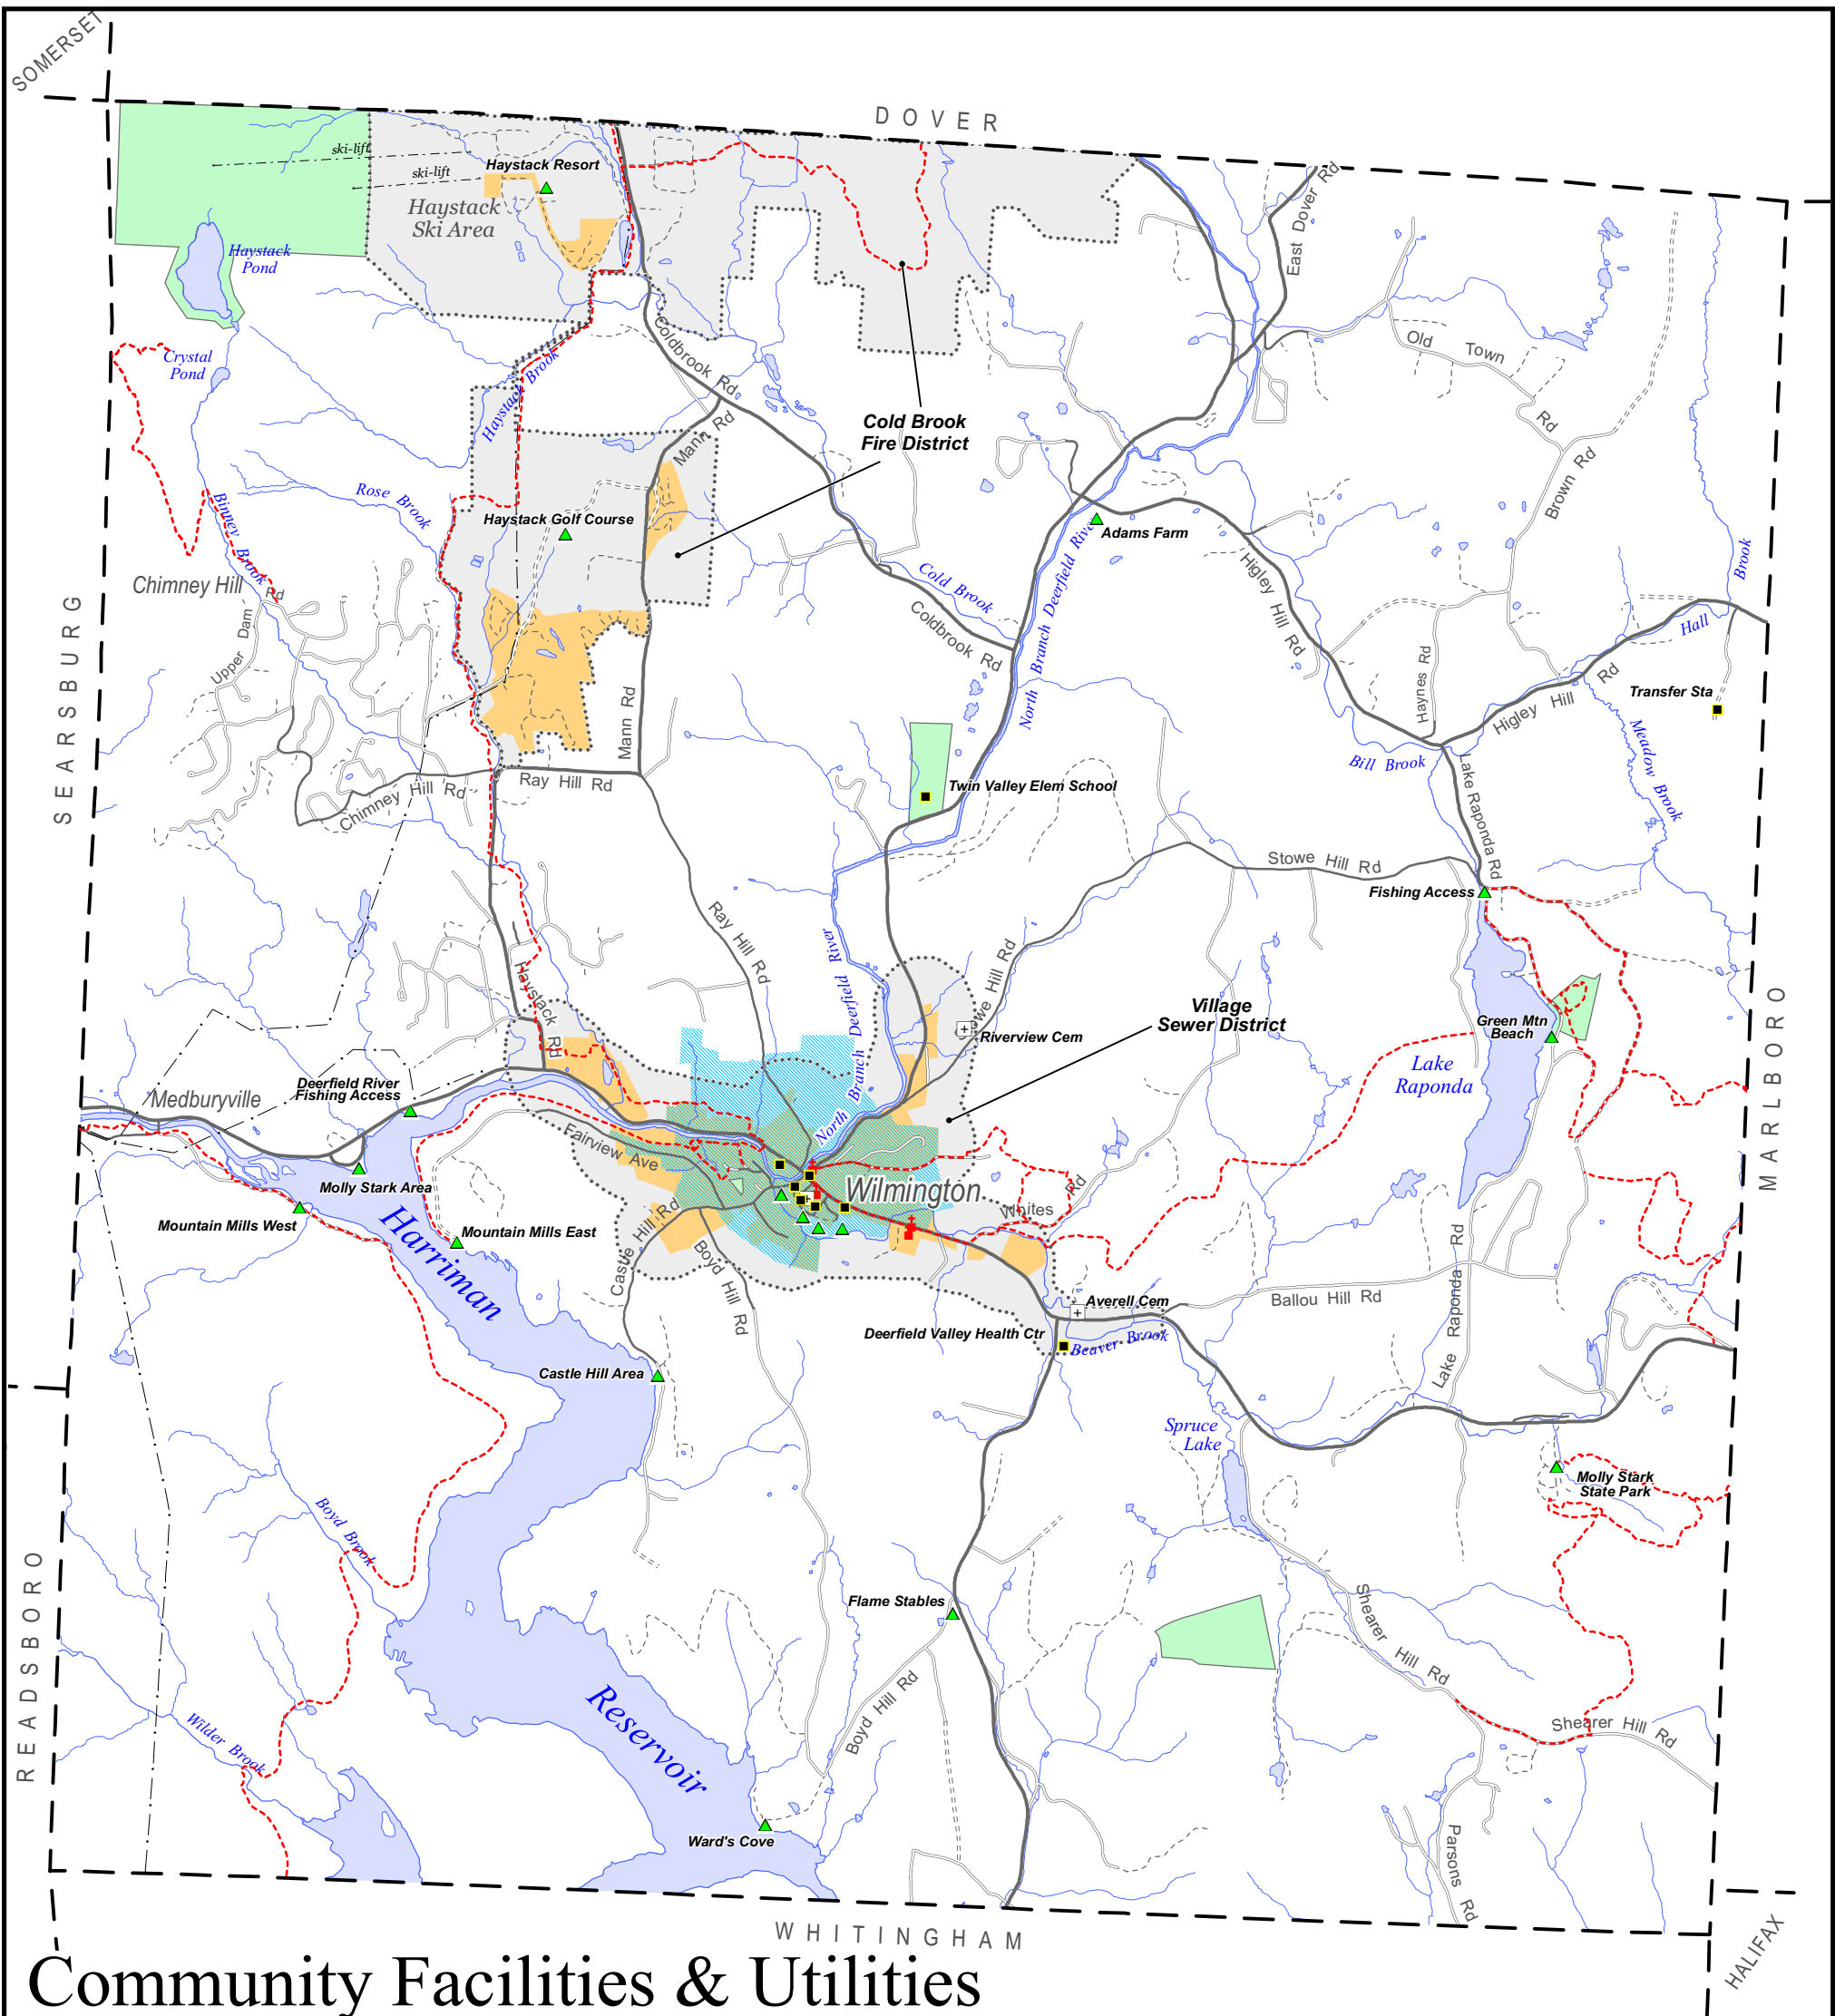 SOMERSET
DOVER
ski-lift
ski-lift
Haystack Resort
Haystack
Ski Area
East Dover Rd
Haystack
Pond
Crystal
Pond
Coldbrook Rd
Old Town Rd
Haystack Brook
Mann Rd
Cold Brook
Fire District
Brown Rd
Rose Brook
Binney Brook
Haystack Golf Course
Adams Farm
Chimney Hill
Upper Dam Rd
Cold Brook
Coldbrook Rd
North Branch Deerfield River
Higley Hill Rd
Hall Brook
SEARSBURG
Haynes Rd
Higley Hill Rd
Transfer Sta
Mann Rd
Meadow Brook
Bill Brook
Lake Raponda Rd
Ray Hill Rd
Chimney Hill Rd
Twin Valley Elem School
Stowe Hill Rd
Fishing Access
Ray Hill Rd
North Branch Deerfield River
Haystack Rd
Stowe Hill Rd
Village
Sewer District
Riverview Cem
Green Mtn
Beach
Lake
Raponda
MARLBORO
Deerfield River
Fishing Access
Medburyville
North Branch
Fairview Ave
Molly Stark Area
Wilmington
Whites Rd
Mountain Mills West
Mountain Mills East
Harriman
Castle Hill Rd
Boyd Hill Rd
Lake Raponda Rd
Averell Cem
Ballou Hill Rd
Deerfield Valley Health Ctr
Beaver Brook
Castle Hill Area
Spruce
Lake
Molly Stark
State Park
Boyd Brook
READSBORO
Flame Stables
Shearer Hill Rd
Reservoir
Boyd Hill Rd
Wilder Brook
Shearer Hill Rd
Ward's Cove
Parsons Rd
WHITINGHAM
HALIFAX
Community Facilities & Utilities